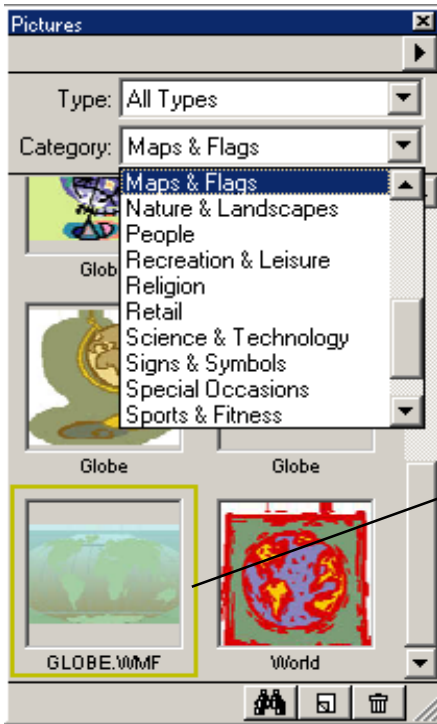 Pictures
Type: All Types
Category: Maps & Flags
Maps & Flags
Nature & Landscapes
People
Recreation & Leisure
Religion
Retail
Science & Technology
Signs & Symbols
Special Occasions
Sports & Fitness
Glob
Globe Globe
GLOBE.WMF World